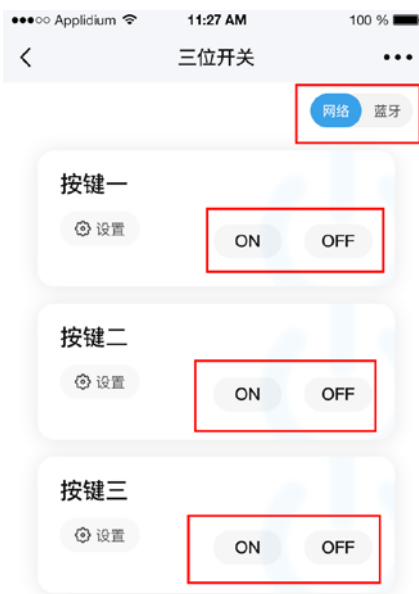 ●●●○○ Applidium 11:27 AM 100 %
三位开关
网络 蓝牙
按键一
设置
ON OFF
按键二
设置
ON OFF
按键三
设置
ON OFF